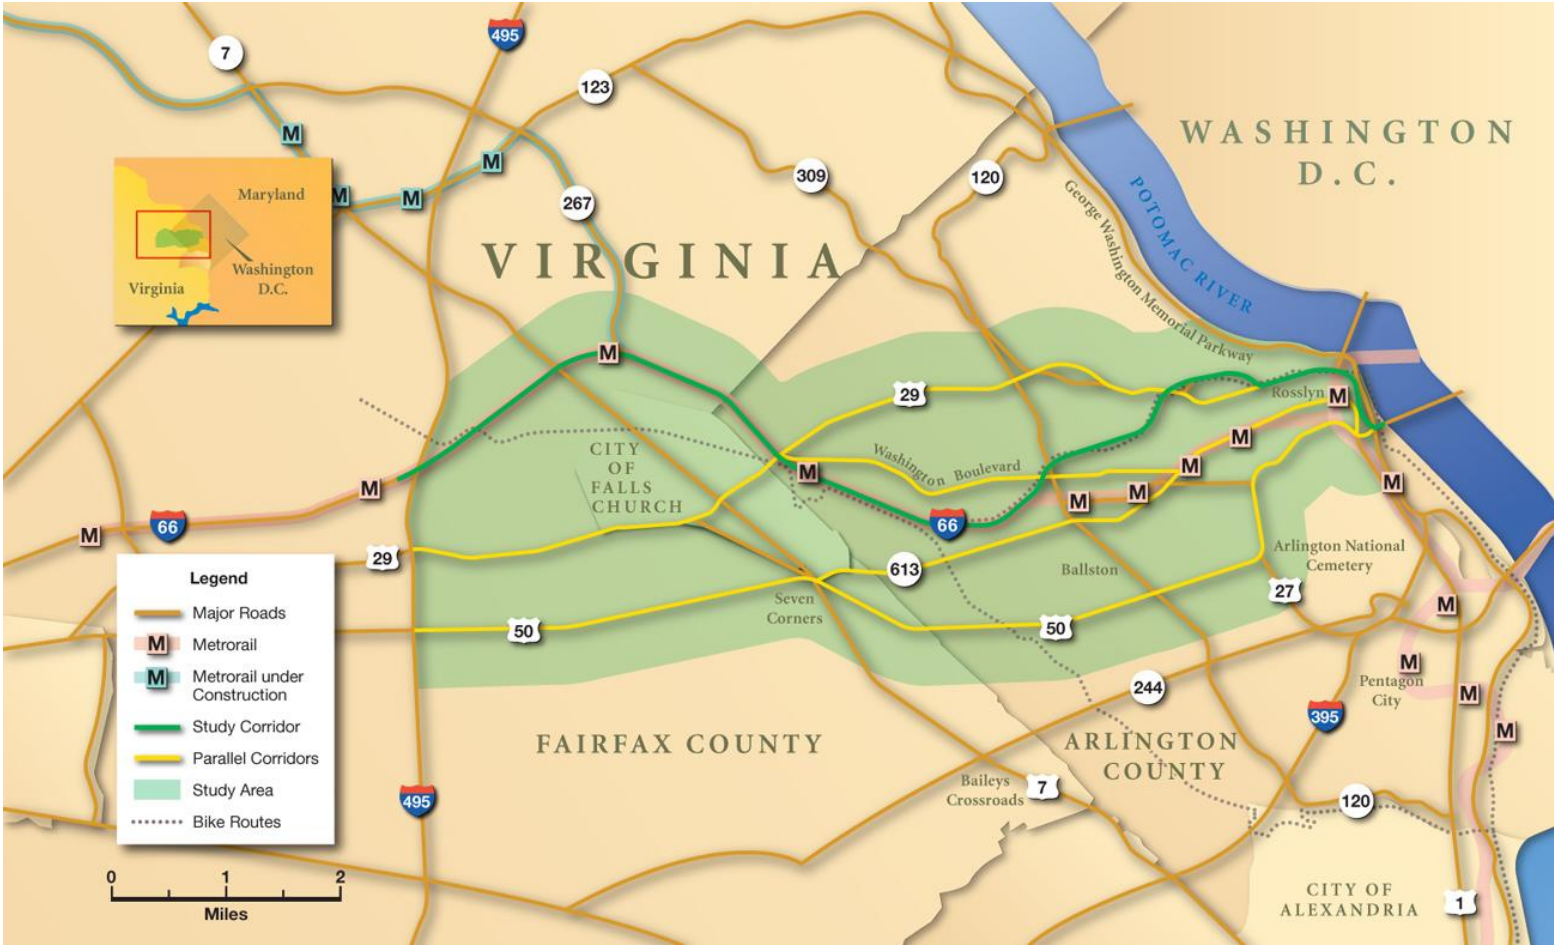 495
7
123
309
120
267
WASHINGTON
D.C.
POTOMAC RIVER
George Washington Memorial Parkway
VIRGINIA
Maryland
Washington
D.C.
Virginia
M
M
M
M
M
29
Rosslyn
M
M
M
M
M
M
M
M
M
Washington Boulevard
CITY
OF
FALLS
CHURCH
66
66
29
613
Ballston
Arlington National
Cemetery
27
Seven
Corners
50
50
M
M
M
M
Pentagon
City
244
395
FAIRFAX COUNTY
ARLINGTON
COUNTY
Baileys
Crossroads
7
120
495
CITY OF
ALEXANDRIA
1
Legend
Major Roads
M Metrorail
M Metrorail under
Construction
Study Corridor
Parallel Corridors
Study Area
Bike Routes
0 1 2
Miles